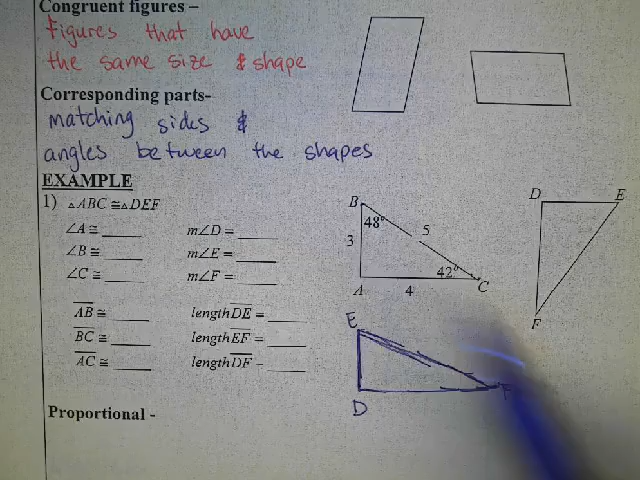 Congruent figures –
Figures that have
the same size & shape
Corresponding parts-
matching sides &
angles between the shapes
EXAMPLE
1) △ABC ≅ △DEF
∠A ≅ ____ m∠D = ____
∠B ≅ ____ m∠E = ____
∠C ≅ ____ m∠F = ____
AB ≅ ____ length DE = ____
BC ≅ ____ length EF = ____
AC ≅ ____ length DF = ____
Proportional -
B
48°
5
3
42°
A
4
C
D
E
F
E
D